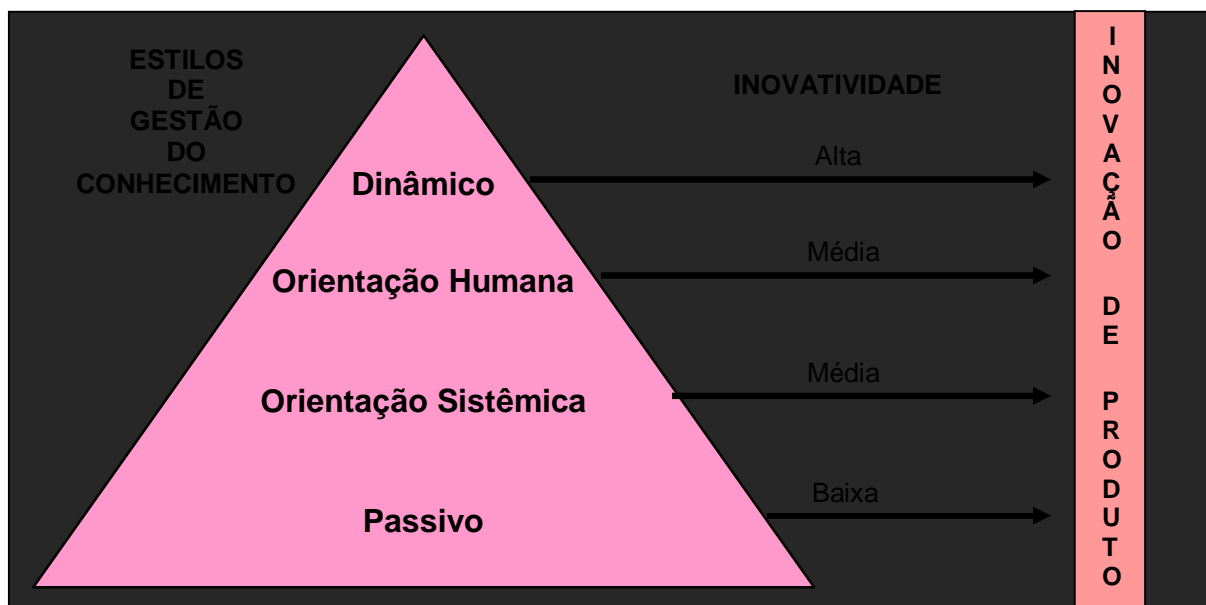 ESTILOS
DE
GESTÃO
DO
CONHECIMENTO
INOVATIVIDADE
Dinâmico
Alta
Orientação Humana
Média
Orientação Sistêmica
Média
Passivo
Baixa
I
N
O
V
A
Ç
Ã
O
D
E
P
R
O
D
U
T
O